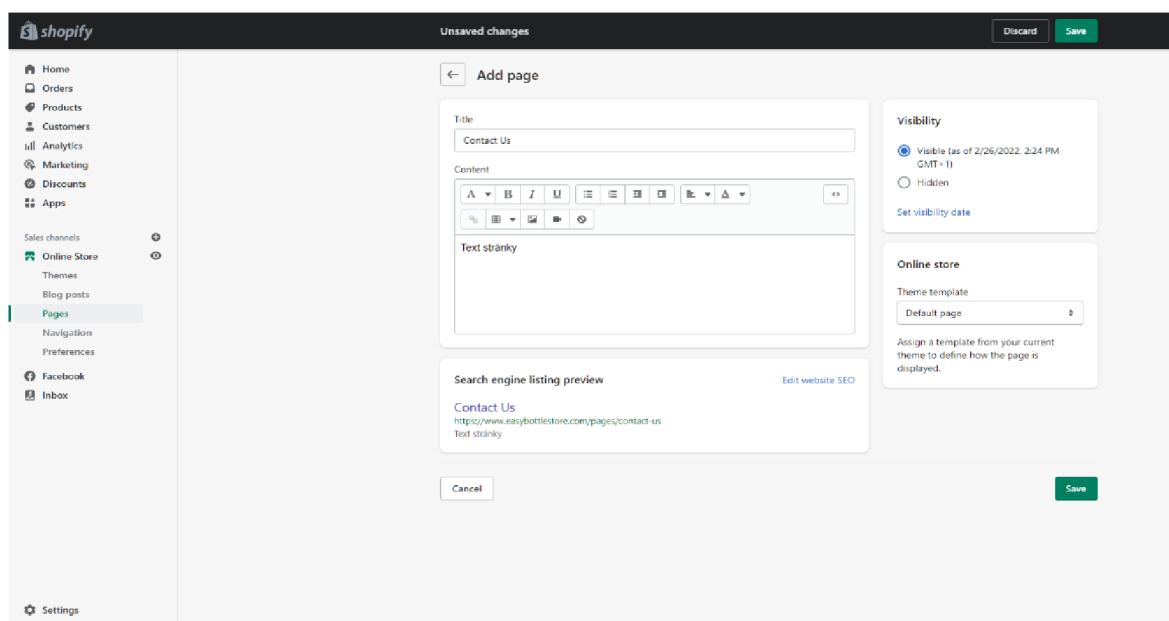 shopify
Unsaved changes
Discard
Save
Home
Orders
Products
Customers
Analytics
Marketing
Discounts
Apps
Sales channels
Online Store
Themes
Blog posts
Pages
Navigation
Preferences
Facebook
Inbox
Settings
Add page
Title
Contact Us
Content
A
B
I
U
A
Text stránky
Search engine listing preview
Edit website SEO
Contact Us
https://www.easybottlestore.com/pages/contact-us
Text stránky
Cancel
Save
Visibility
Visible (as of 2/26/2022, 2:24 PM
GMT+1)
Hidden
Set visibility date
Online store
Theme template
Default page
Assign a template from your current
theme to define how the page is
displayed.